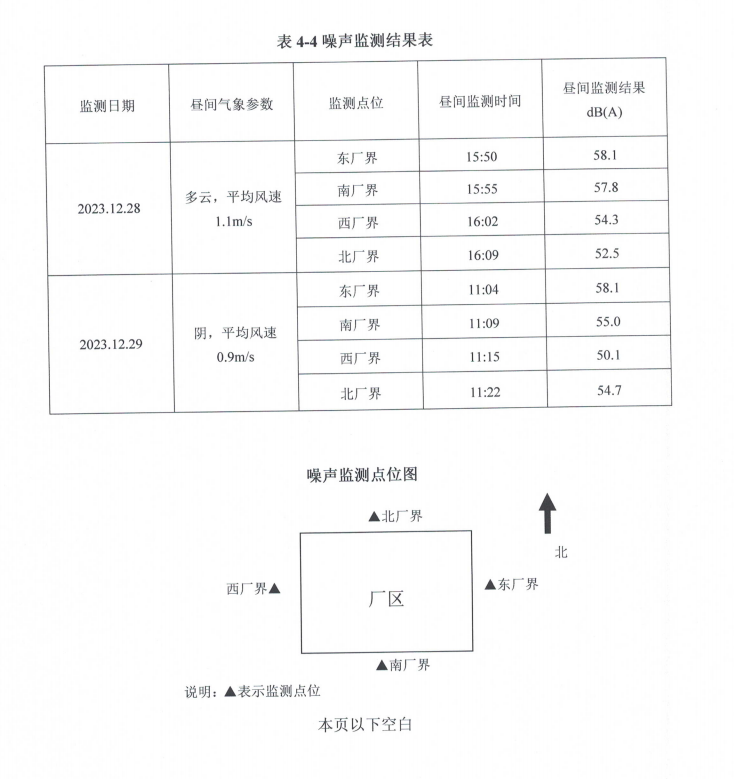 表 4-4 噪声监测结果表
监测日期 昼间气象参数 监测点位 昼间监测时间 昼间监测结果
dB(A)
2023.12.28 多云，平均风速
1.1m/s
东厂界 15:50 58.1
南厂界 15:55 57.8
西厂界 16:02 54.3
北厂界 16:09 52.5
2023.12.29 阴，平均风速
0.9m/s
东厂界 11:04 58.1
南厂界 11:09 55.0
西厂界 11:15 50.1
北厂界 11:22 54.7
噪声监测点位图
▲北厂界
北
西厂界▲
厂区
▲东厂界
▲南厂界
说明：▲表示监测点位
本页以下空白